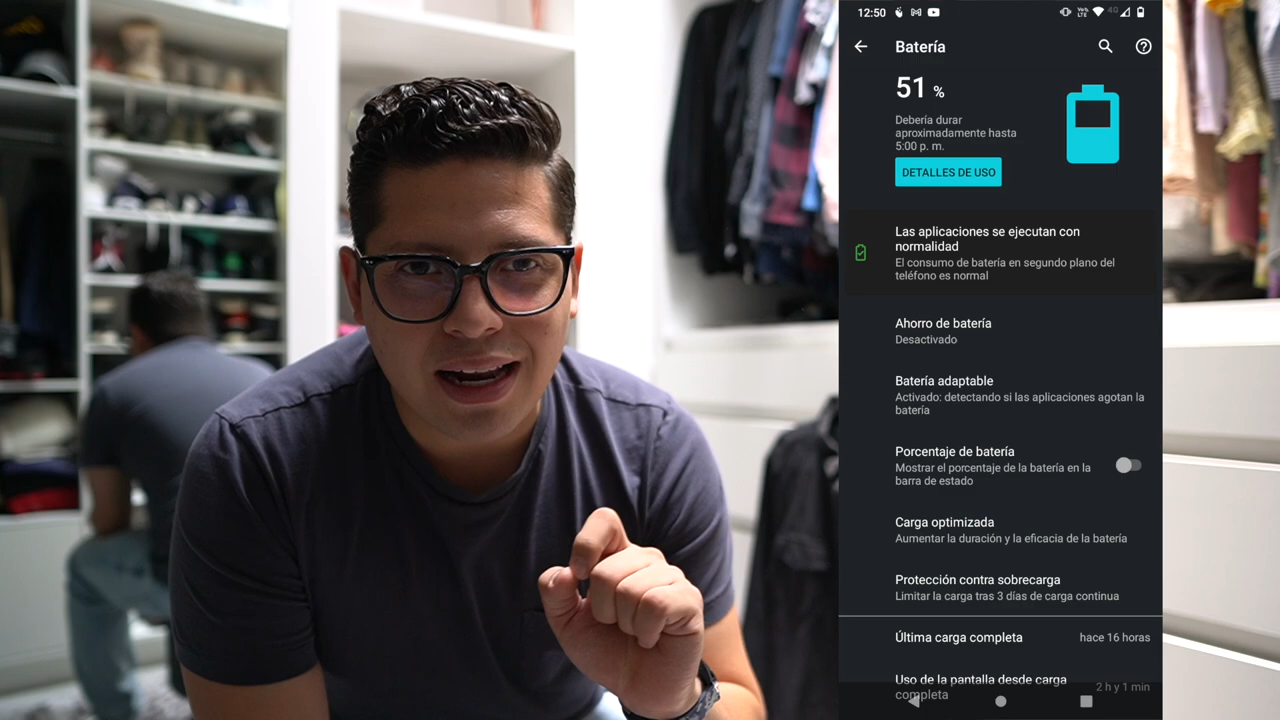 12:50
VoLTE 4G
Batería
51 %
Debería durar
aproximadamente hasta
5:00 p. m.
DETALLES DE USO
Las aplicaciones se ejecutan con
normalidad
El consumo de batería en segundo plano del
teléfono es normal
Ahorro de batería
Desactivado
Batería adaptable
Activado: detectando si las aplicaciones agotan la
batería
Porcentaje de batería
Mostrar el porcentaje de la batería en la
barra de estado
Carga optimizada
Aumentar la duración y la eficacia de la batería
Protección contra sobrecarga
Limitar la carga tras 3 días de carga continua
Última carga completa hace 16 horas
Uso de la pantalla desde carga
completa 2 h y 1 min